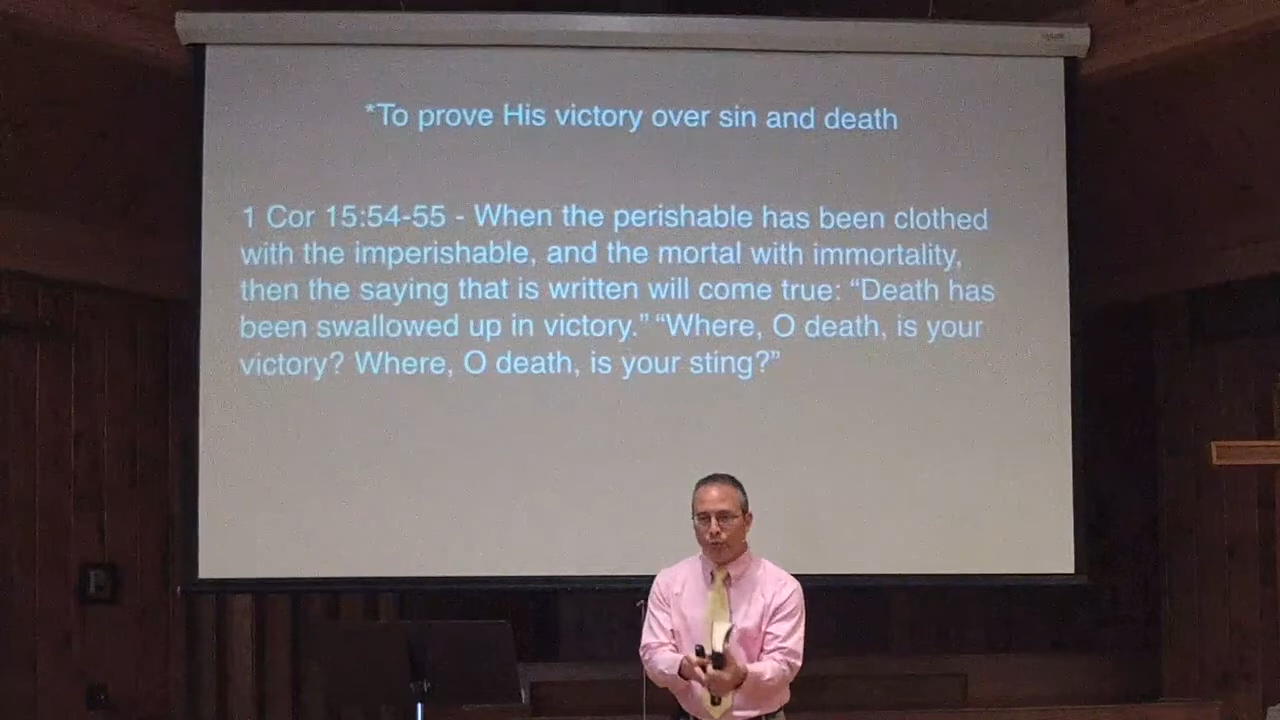 *To prove His victory over sin and death
1 Cor 15:54-55 - When the perishable has been clothed
with the imperishable, and the mortal with immortality,
then the saying that is written will come true: “Death has
been swallowed up in victory.” “Where, O death, is your
victory? Where, O death, is your sting?”